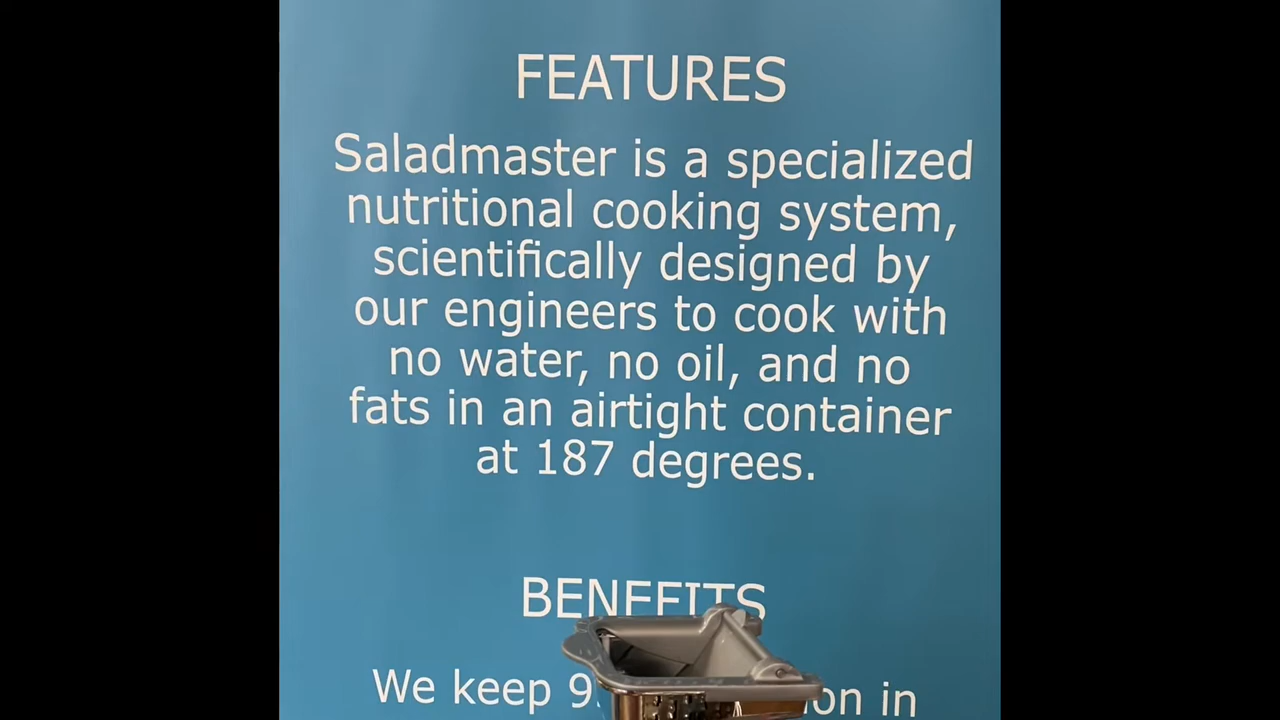 FEATURES
Saladmaster is a specialized
nutritional cooking system,
scientifically designed by
our engineers to cook with
no water, no oil, and no
fats in an airtight container
at 187 degrees.
BENEFITS
We keep in